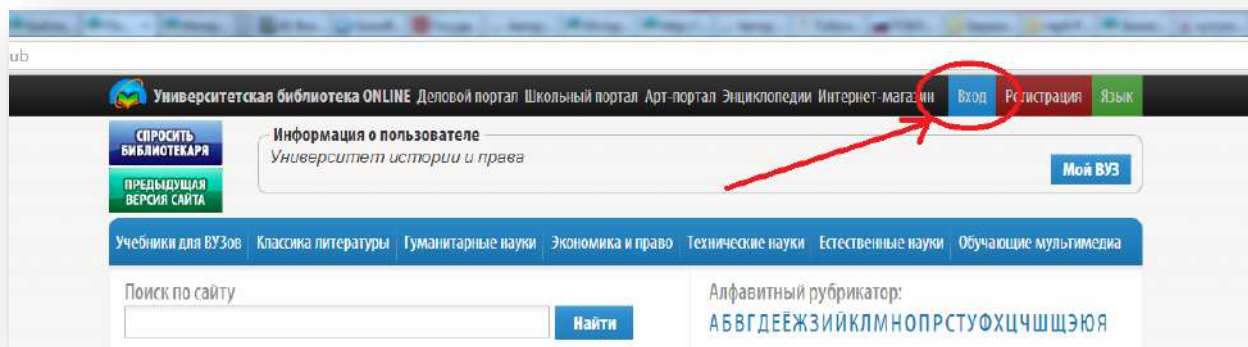 ub
Университетская библиотека ONLINE Деловой портал Школьный портал Арт-портал Энциклопедии Интернет-магазин Вход Регистрация Язык
СПРОСИТЬ
БИБЛИОТЕКАРЯ
Информация о пользователе
Университет истории и права
Мой ВУЗ
ПРЕДЫДУЩАЯ
ВЕРСИЯ САЙТА
Учебники для ВУЗов Классика литературы Гуманитарные науки Экономика и право Технические науки Естественные науки Обучающие мультимедиа
Поиск по сайту
Найти
Алфавитный рубрикатор:
А Б В Г Д Е Ё Ж З И Й К Л М Н О П Р С Т У Ф Х Ц Ч Ш Щ Э Ю Я